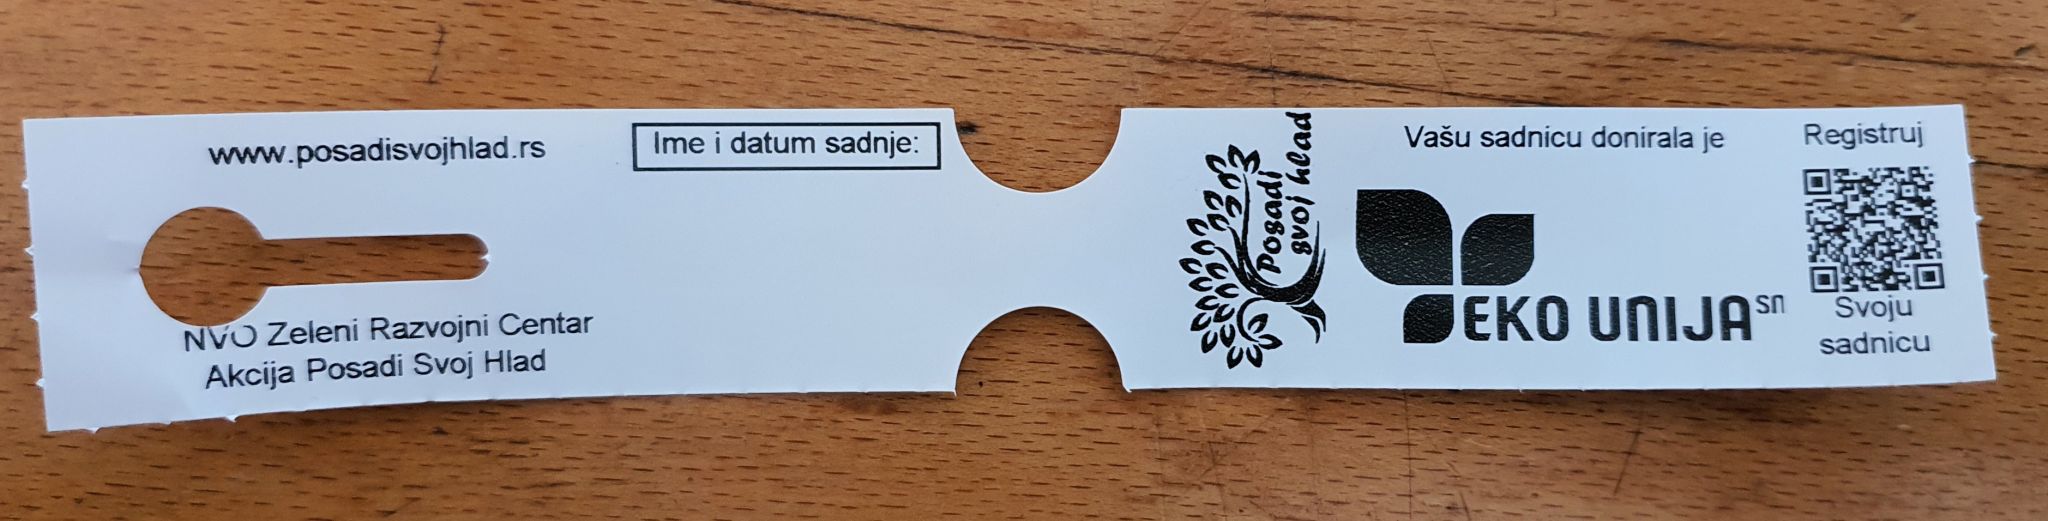 www.posadisvojhlad.rs
Ime i datum sadnje:
NVO Zeleni Razvojni Centar
Akcija Posadi Svoj Hlad
Posadi
svoj hlad
Vašu sadnicu donirala je
EKO UNIJA SN
Registruj
Svoju
sadnicu